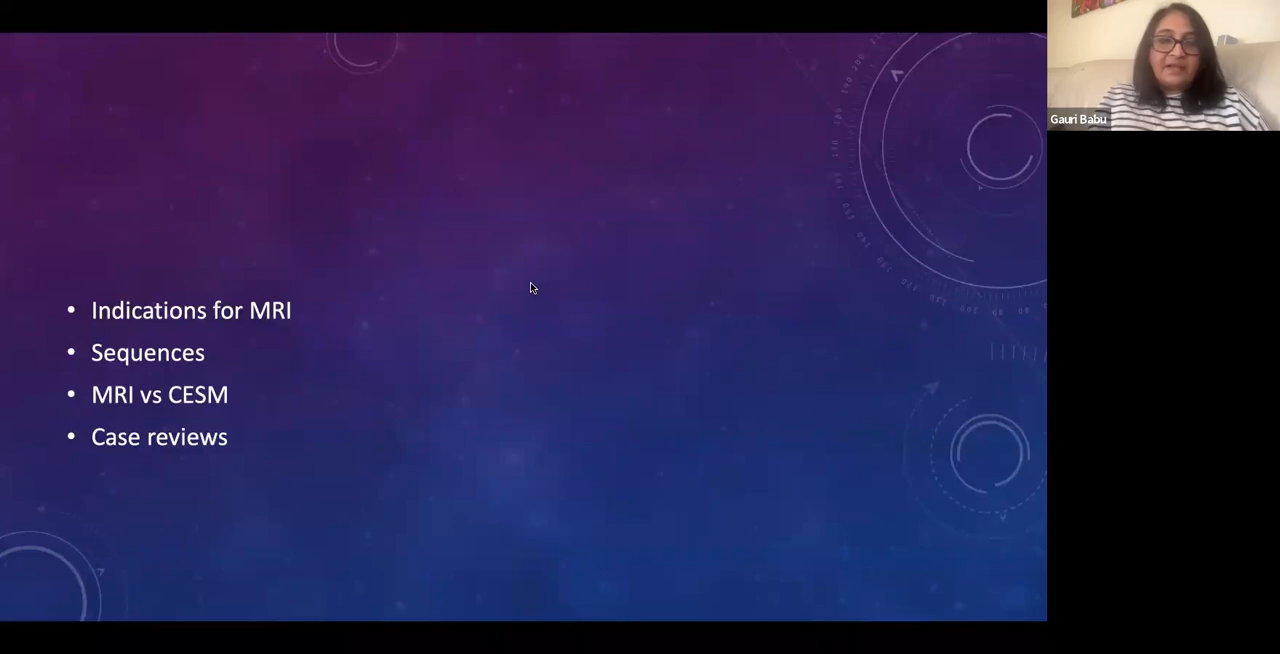 • Indications for MRI
• Sequences
• MRI vs CESM
• Case reviews
Gauri Babu